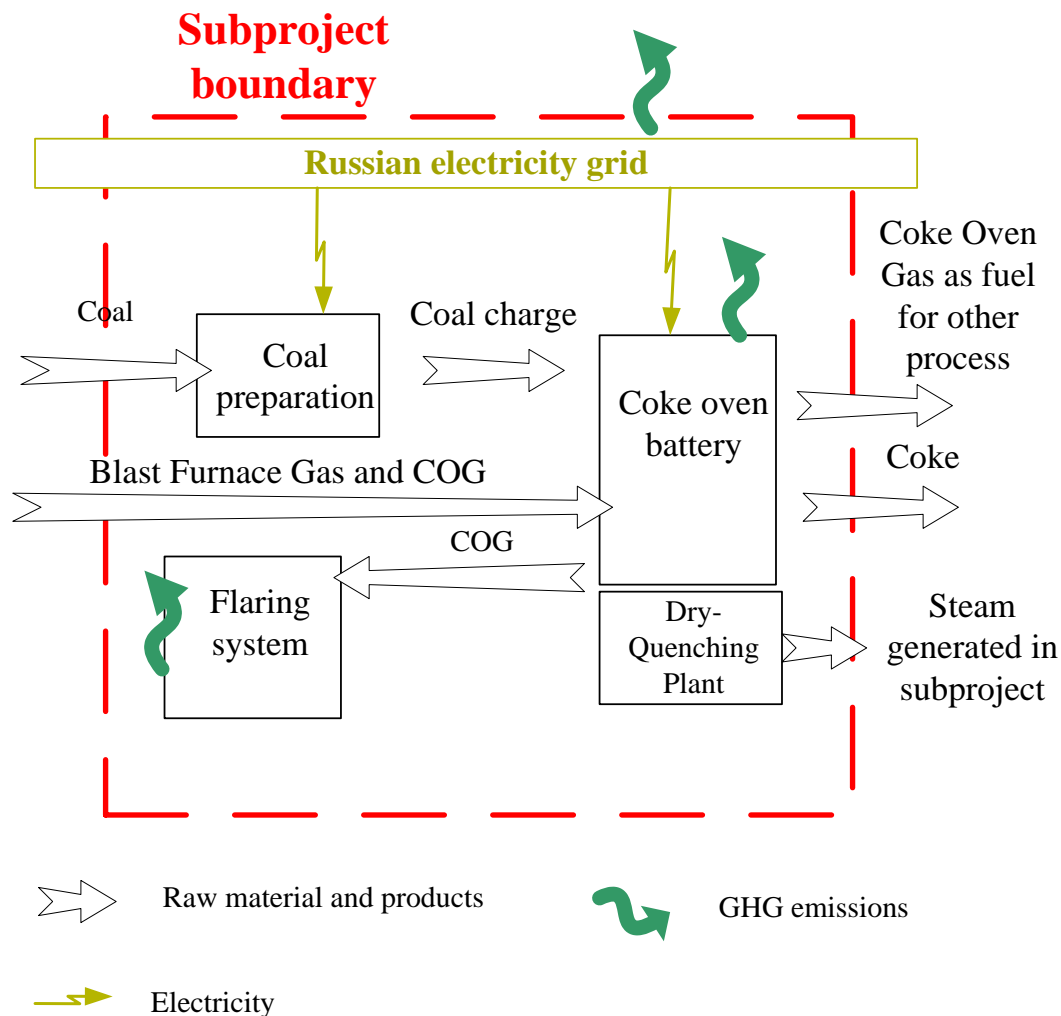 Subproject
boundary
Russian electricity grid
Coke Oven
Gas as fuel
for other
process
Coal
Coal charge
Coal
preparation
Coke oven
battery
Blast Furnace Gas and COG
Coke
COG
Flaring
system
Dry-
Quenching
Plant
Steam
generated in
subproject
Raw material and products
GHG emissions
Electricity